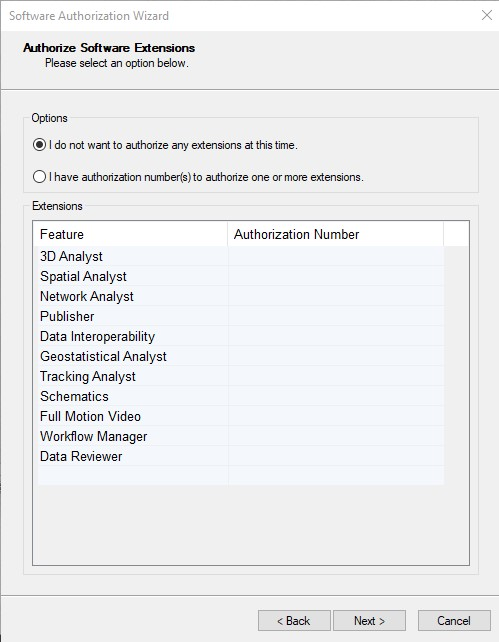 Software Authorization Wizard
Authorize Software Extensions
Please select an option below.
Options
I do not want to authorize any extensions at this time.
I have authorization number(s) to authorize one or more extensions.
Extensions
Feature Authorization Number
3D Analyst
Spatial Analyst
Network Analyst
Publisher
Data Interoperability
Geostatistical Analyst
Tracking Analyst
Schematics
Full Motion Video
Workflow Manager
Data Reviewer
< Back Next > Cancel